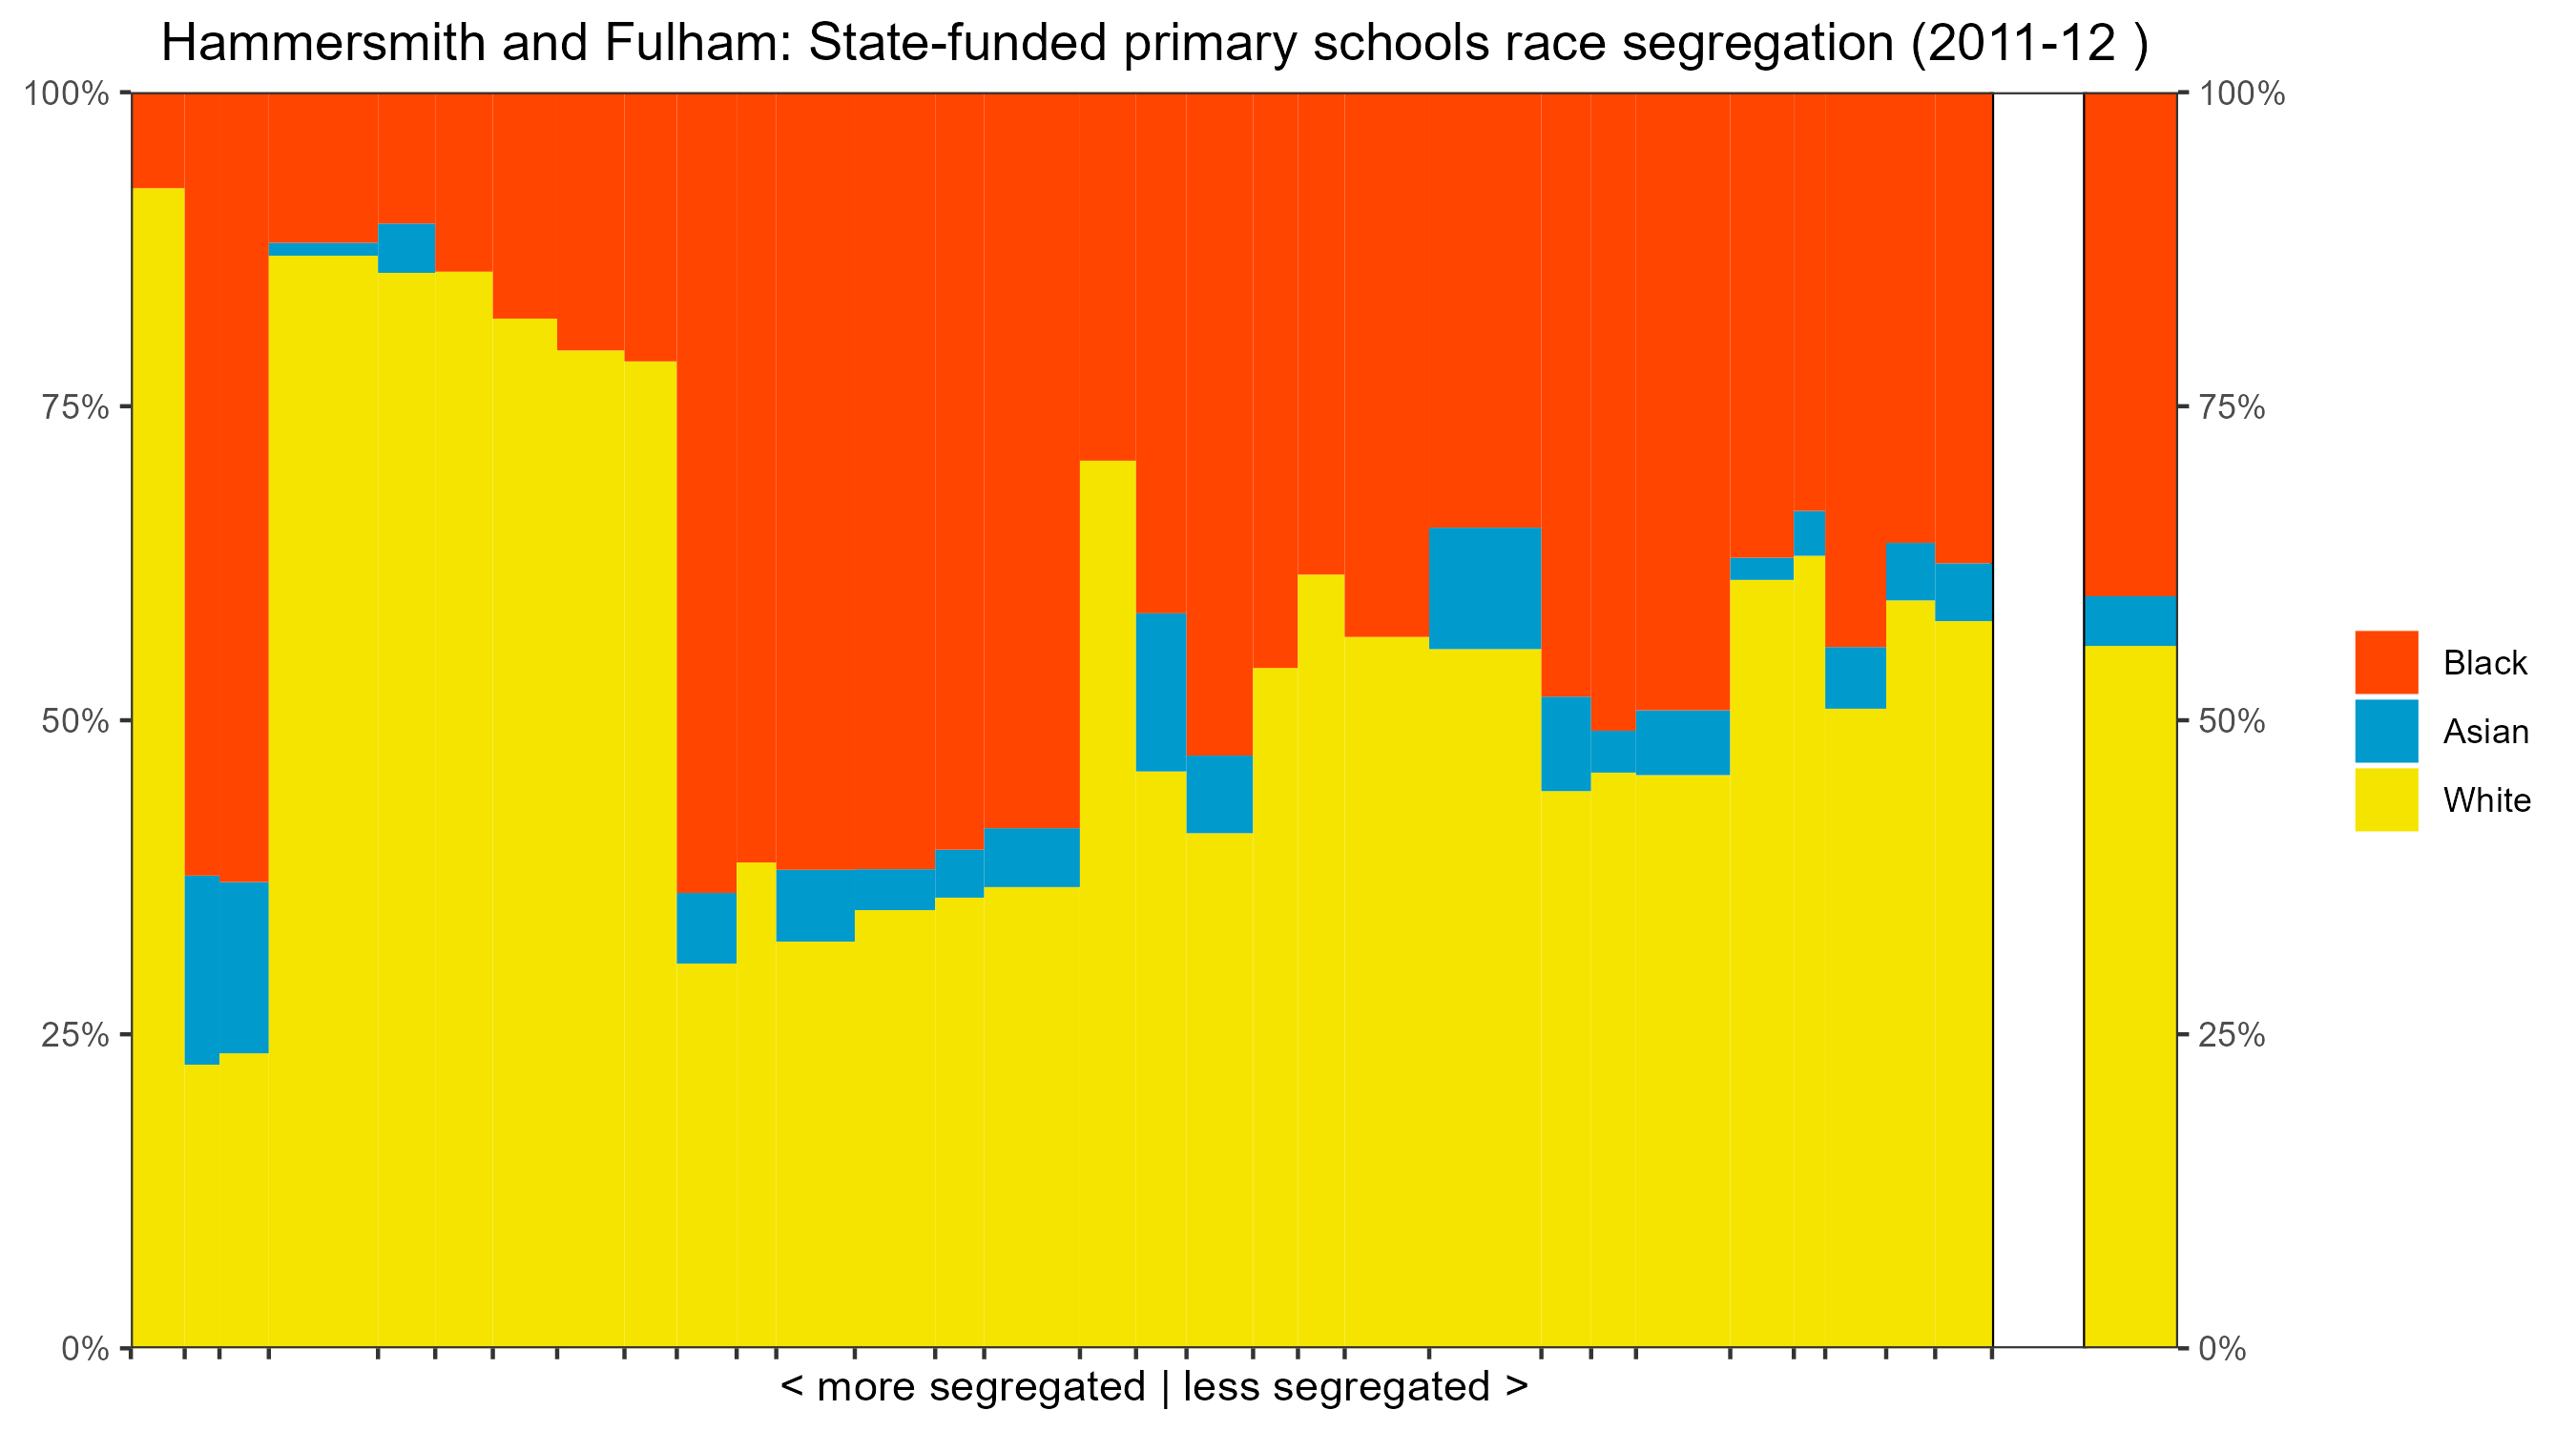 Hammersmith and Fulham: State-funded primary schools race segregation (2011-12 )
100%
75%
50%
25%
0%
100%
75%
50%
25%
0%
Black
Asian
White
< more segregated | less segregated >